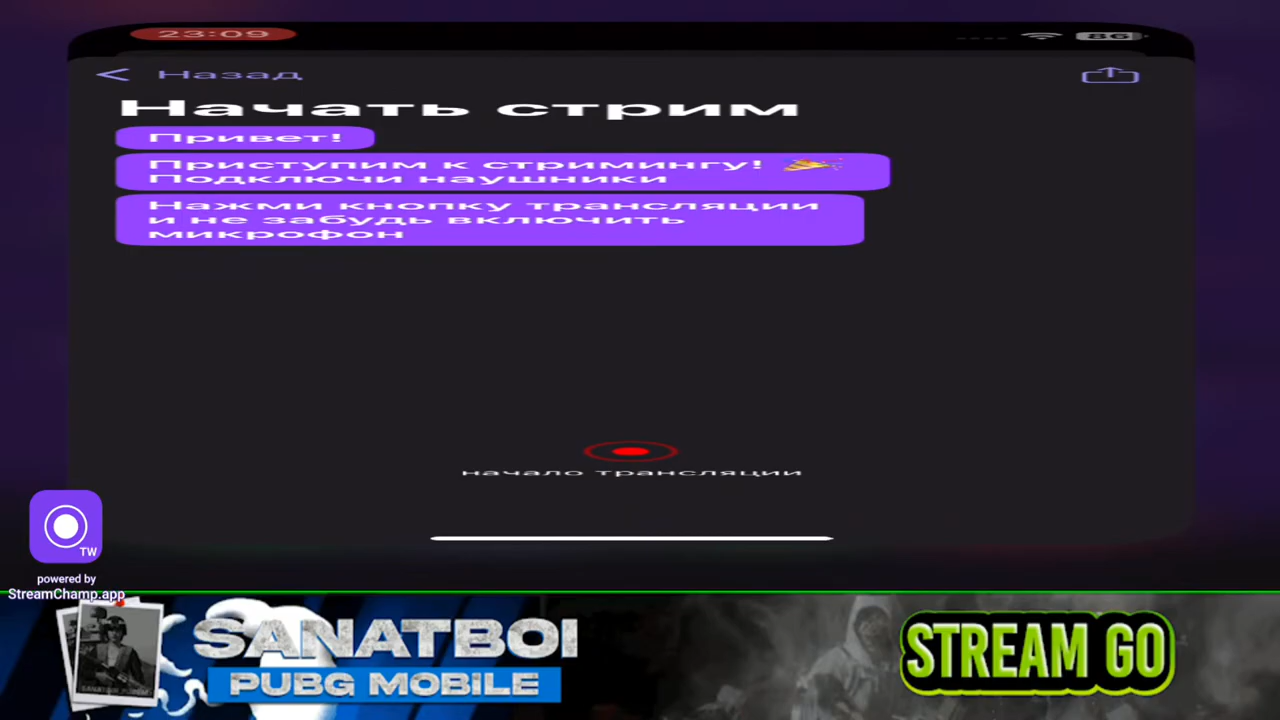 23:09
86
Назад
Начать стрим
Привет!
Приступим к стримингу! 🎉
Подключи наушники
Нажми кнопку трансляции
и не забудь включить
микрофон
начало трансляции
TW
powered by
StreamChamp.app
SANATBOI
PUBG MOBILE
STREAM GO